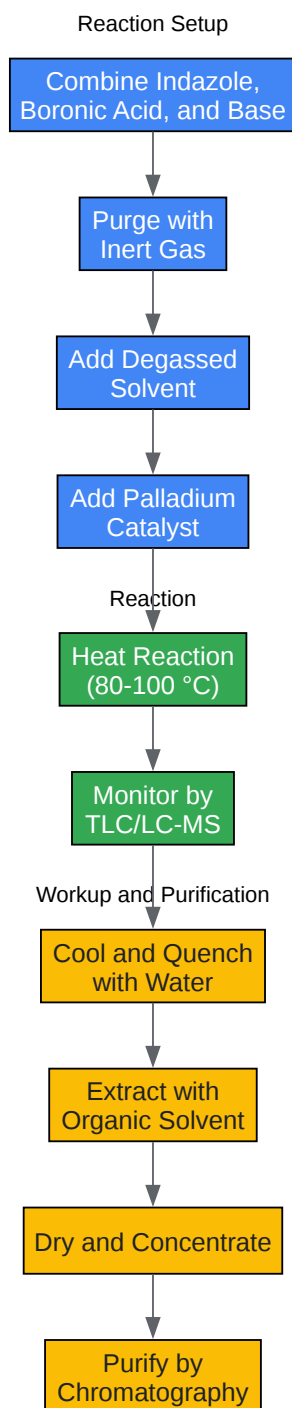 Reaction Setup
Combine Indazole,
Boronic Acid, and Base
Purge with
Inert Gas
Add Degassed
Solvent
Add Palladium
Catalyst
Reaction
Heat Reaction
(80-100 °C)
Monitor by
TLC/LC-MS
Workup and Purification
Cool and Quench
with Water
Extract with
Organic Solvent
Dry and Concentrate
Purify by
Chromatography